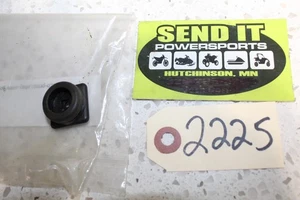 SEND IT
POWERSPORTS
HUTCHINSON, MN
2225